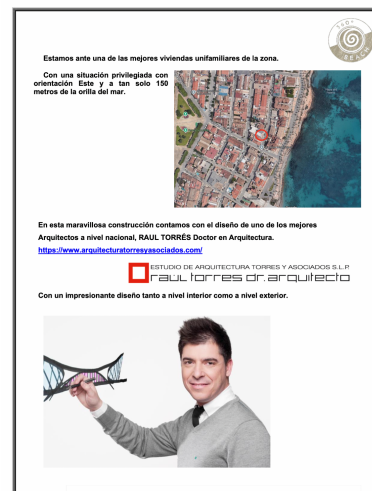 360º
BEACH
Estamos ante una de las mejores viviendas unifamiliares de la zona.
Con una situación privilegiada con
orientación Este y a tan solo 150
metros de la orilla del mar.
En esta maravillosa construcción contamos con el diseño de uno de los mejores
Arquitectos a nivel nacional, RAUL TORRÉS Doctor en Arquitectura.
https://www.arquitecturatorresyasociados.com/
ESTUDIO DE ARQUITECTURA TORRES Y ASOCIADOS S.L.P.
raul torres dr. arquitecto
Con un impresionante diseño tanto a nivel interior como a nivel exterior.